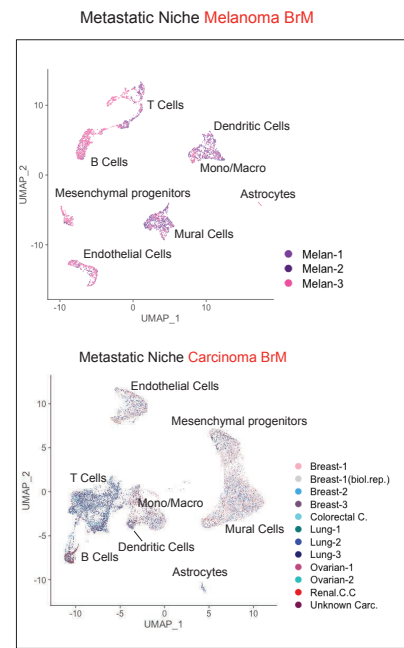 Metastatic Niche Melanoma BrM
T Cells
Dendritic Cells
B Cells
Mono/Macro
Mesenchymal progenitors
Astrocytes
Mural Cells
Endothelial Cells
Melan-1
Melan-2
Melan-3
10
0
-10
UMAP_2
-10
0
10
UMAP_1
Metastatic Niche Carcinoma BrM
Endothelial Cells
Mesenchymal progenitors
T Cells
Mono/Macro
Mural Cells
Dendritic Cells
B Cells
Astrocytes
Breast-1
Breast-1(biol.rep.)
Breast-2
Breast-3
Colorectal C.
Lung-1
Lung-2
Lung-3
Ovarian-1
Ovarian-2
Renal.C.C
Unknown Carc.
10
5
0
-5
-10
UMAP_2
-10
-5
0
5
10
UMAP_1